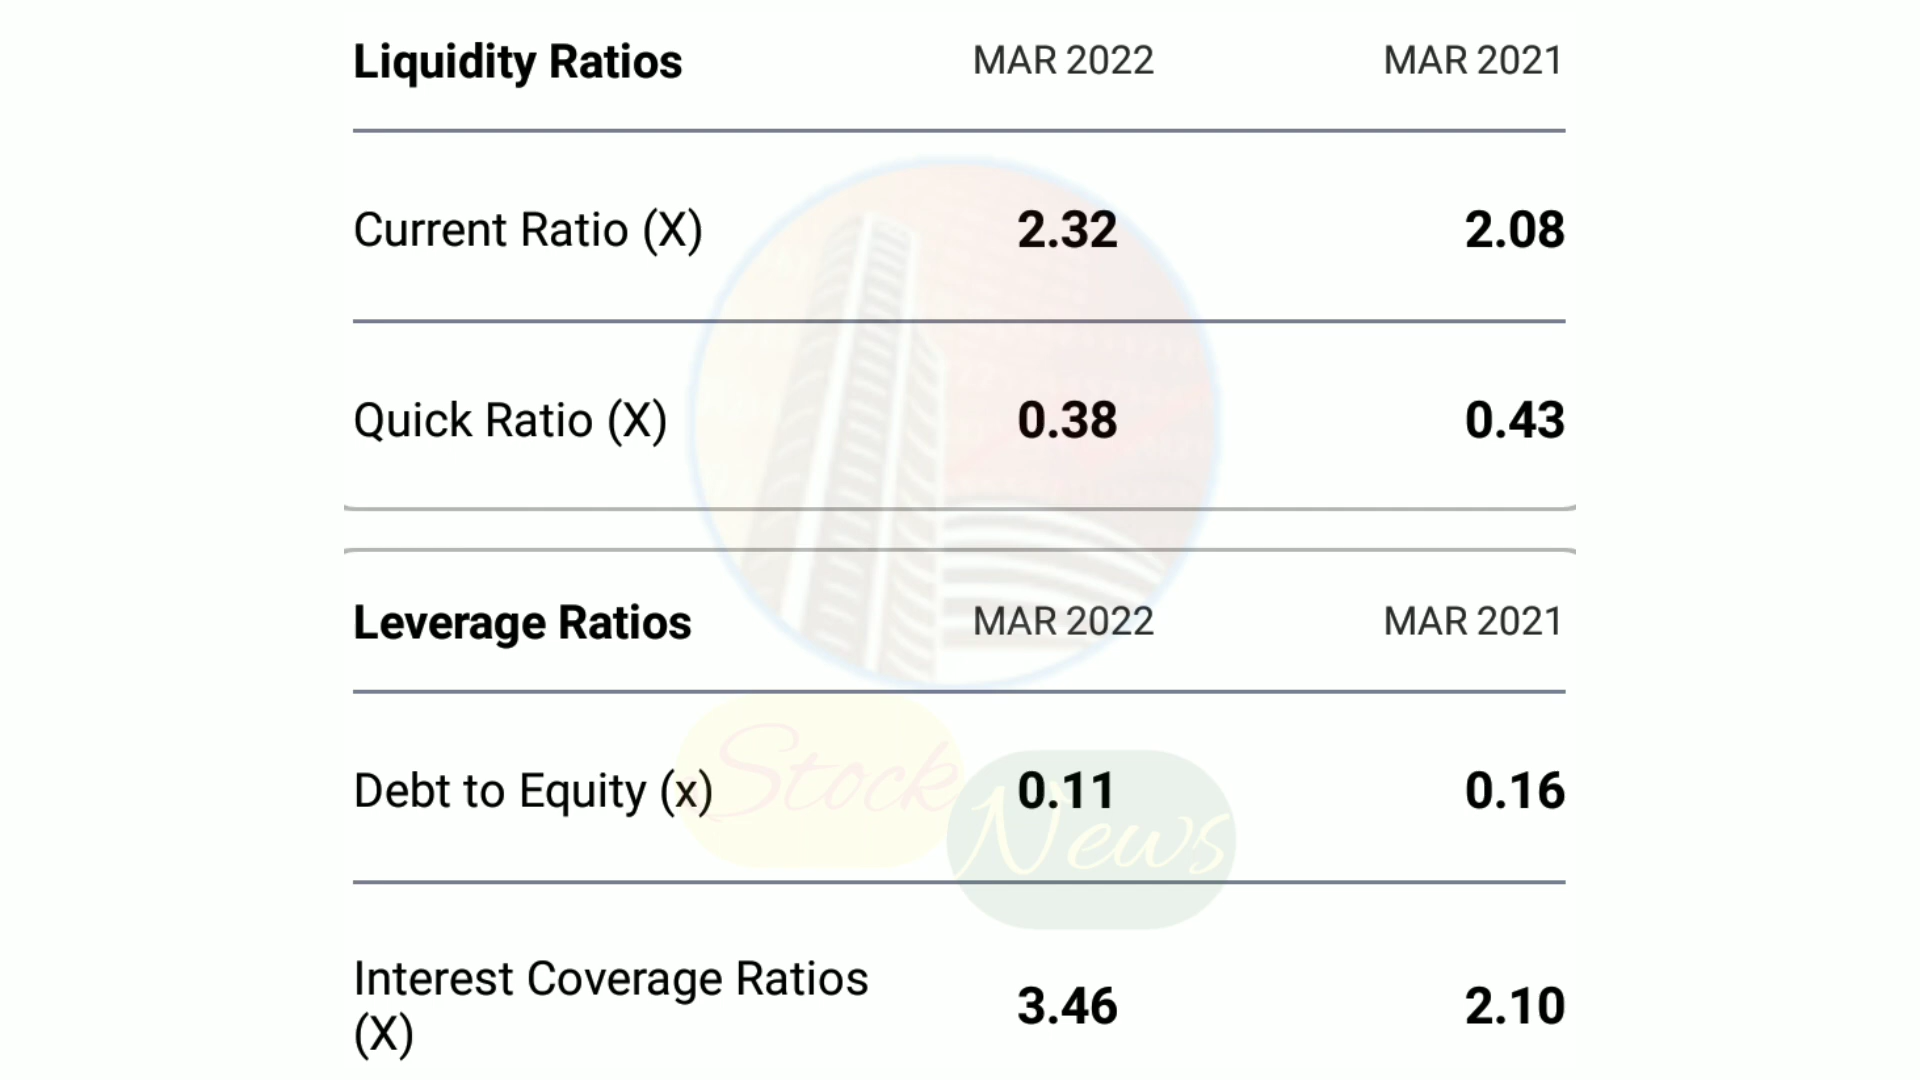 Liquidity Ratios MAR 2022 MAR 2021
Current Ratio (X) 2.32 2.08
Quick Ratio (X) 0.38 0.43
Leverage Ratios MAR 2022 MAR 2021
Debt to Equity (x) 0.11 0.16
Stock
News
Interest Coverage Ratios
(X) 3.46 2.10